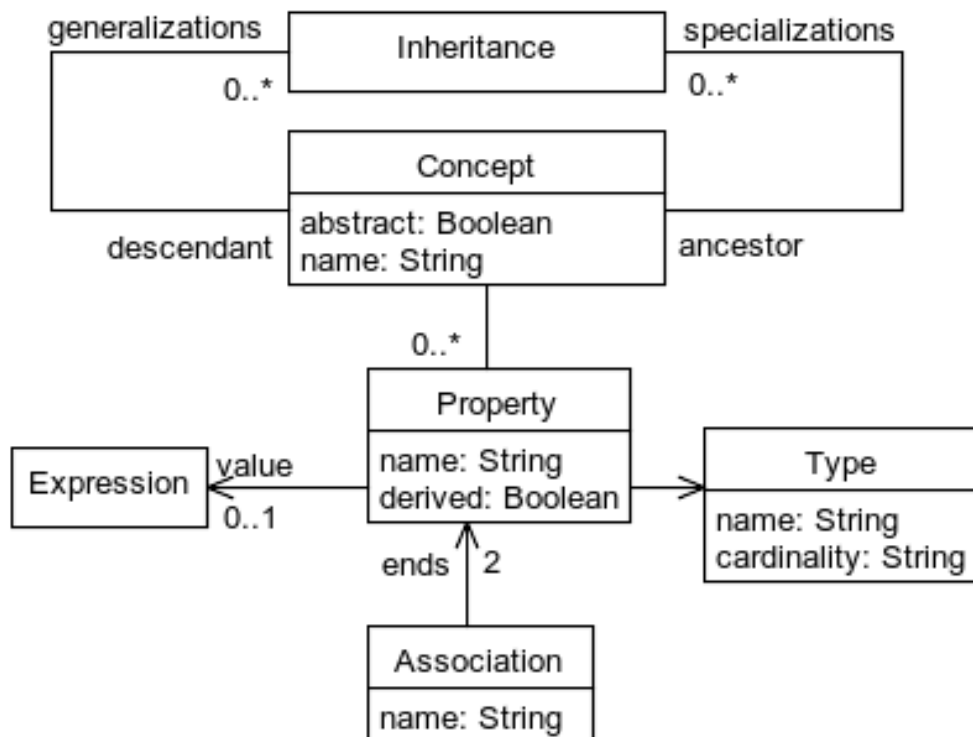 generalizations
Inheritance
specializations
0..*
0..*
Concept
abstract: Boolean
name: String
descendant
ancestor
0..*
Property
name: String
derived: Boolean
Expression
value
0..1
Type
name: String
cardinality: String
ends
2
Association
name: String